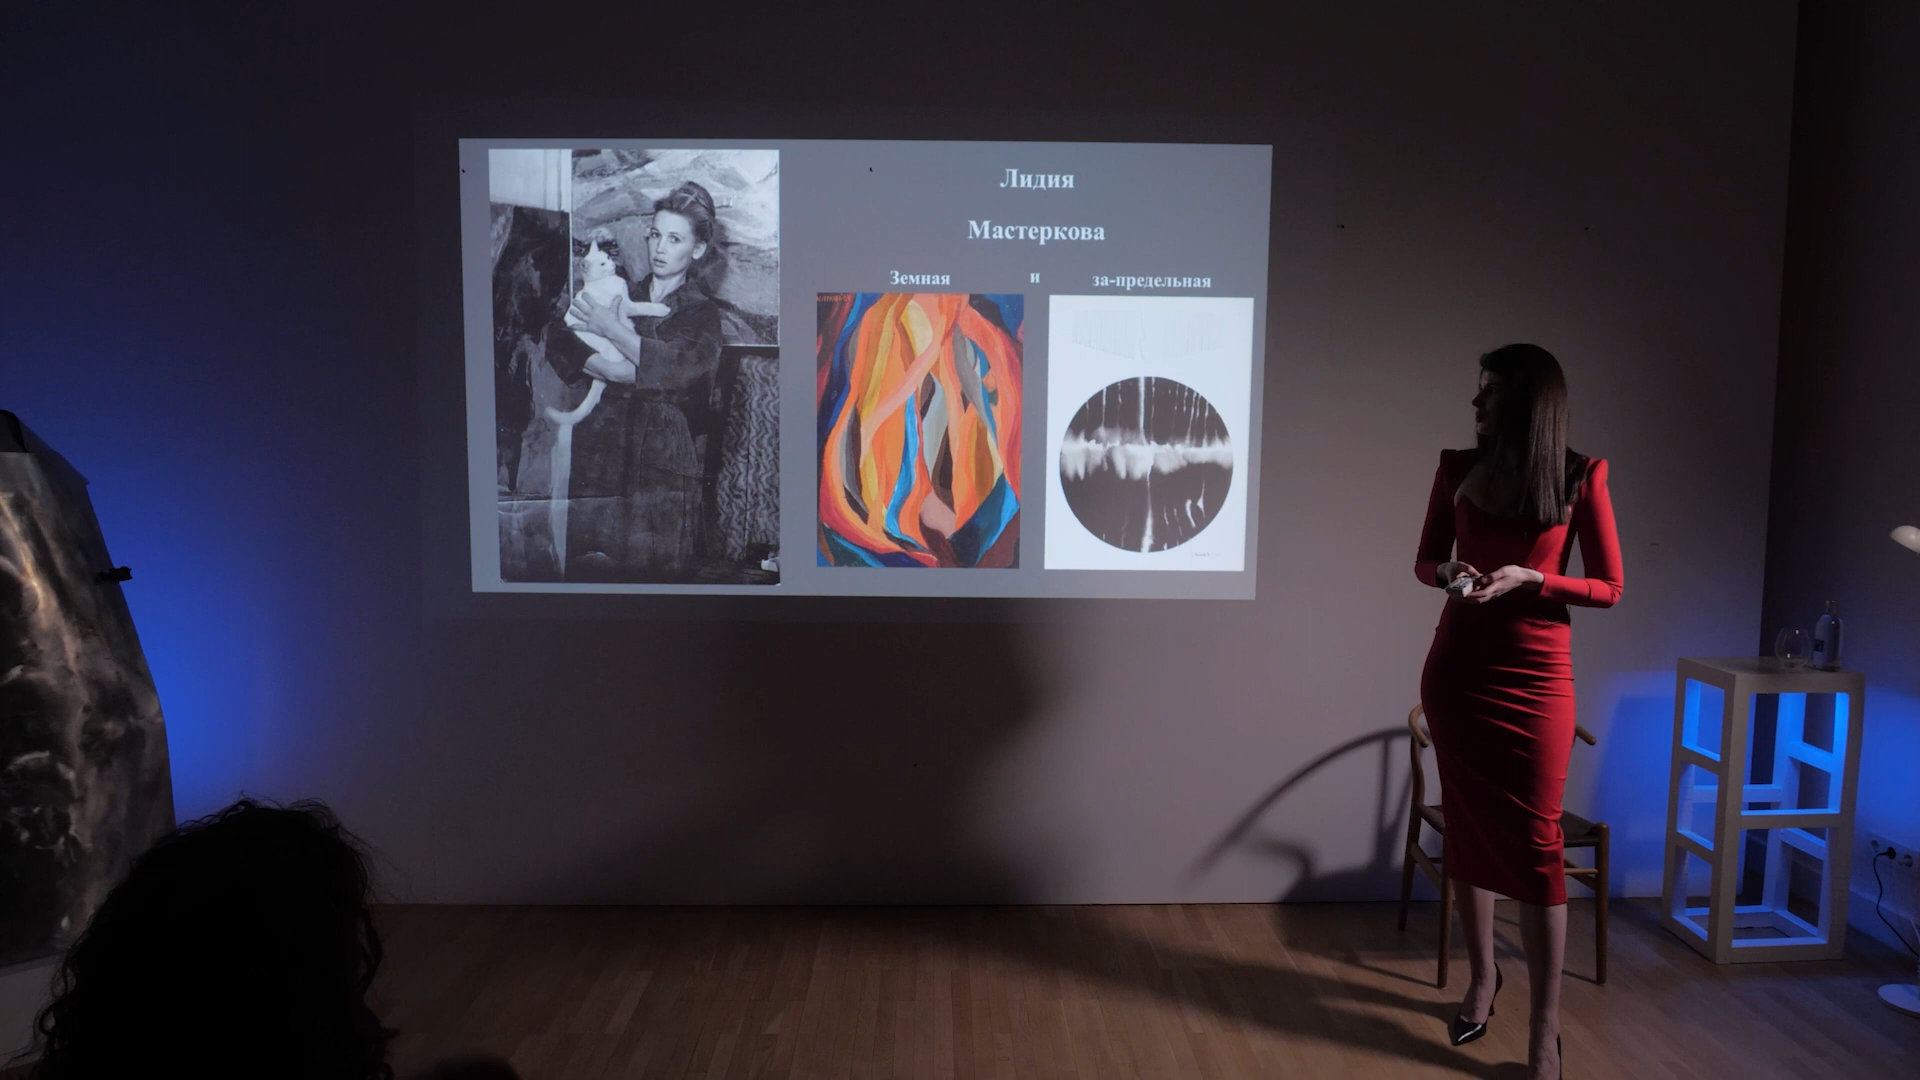 Лидия
Мастеркова
Земная и за-предельная